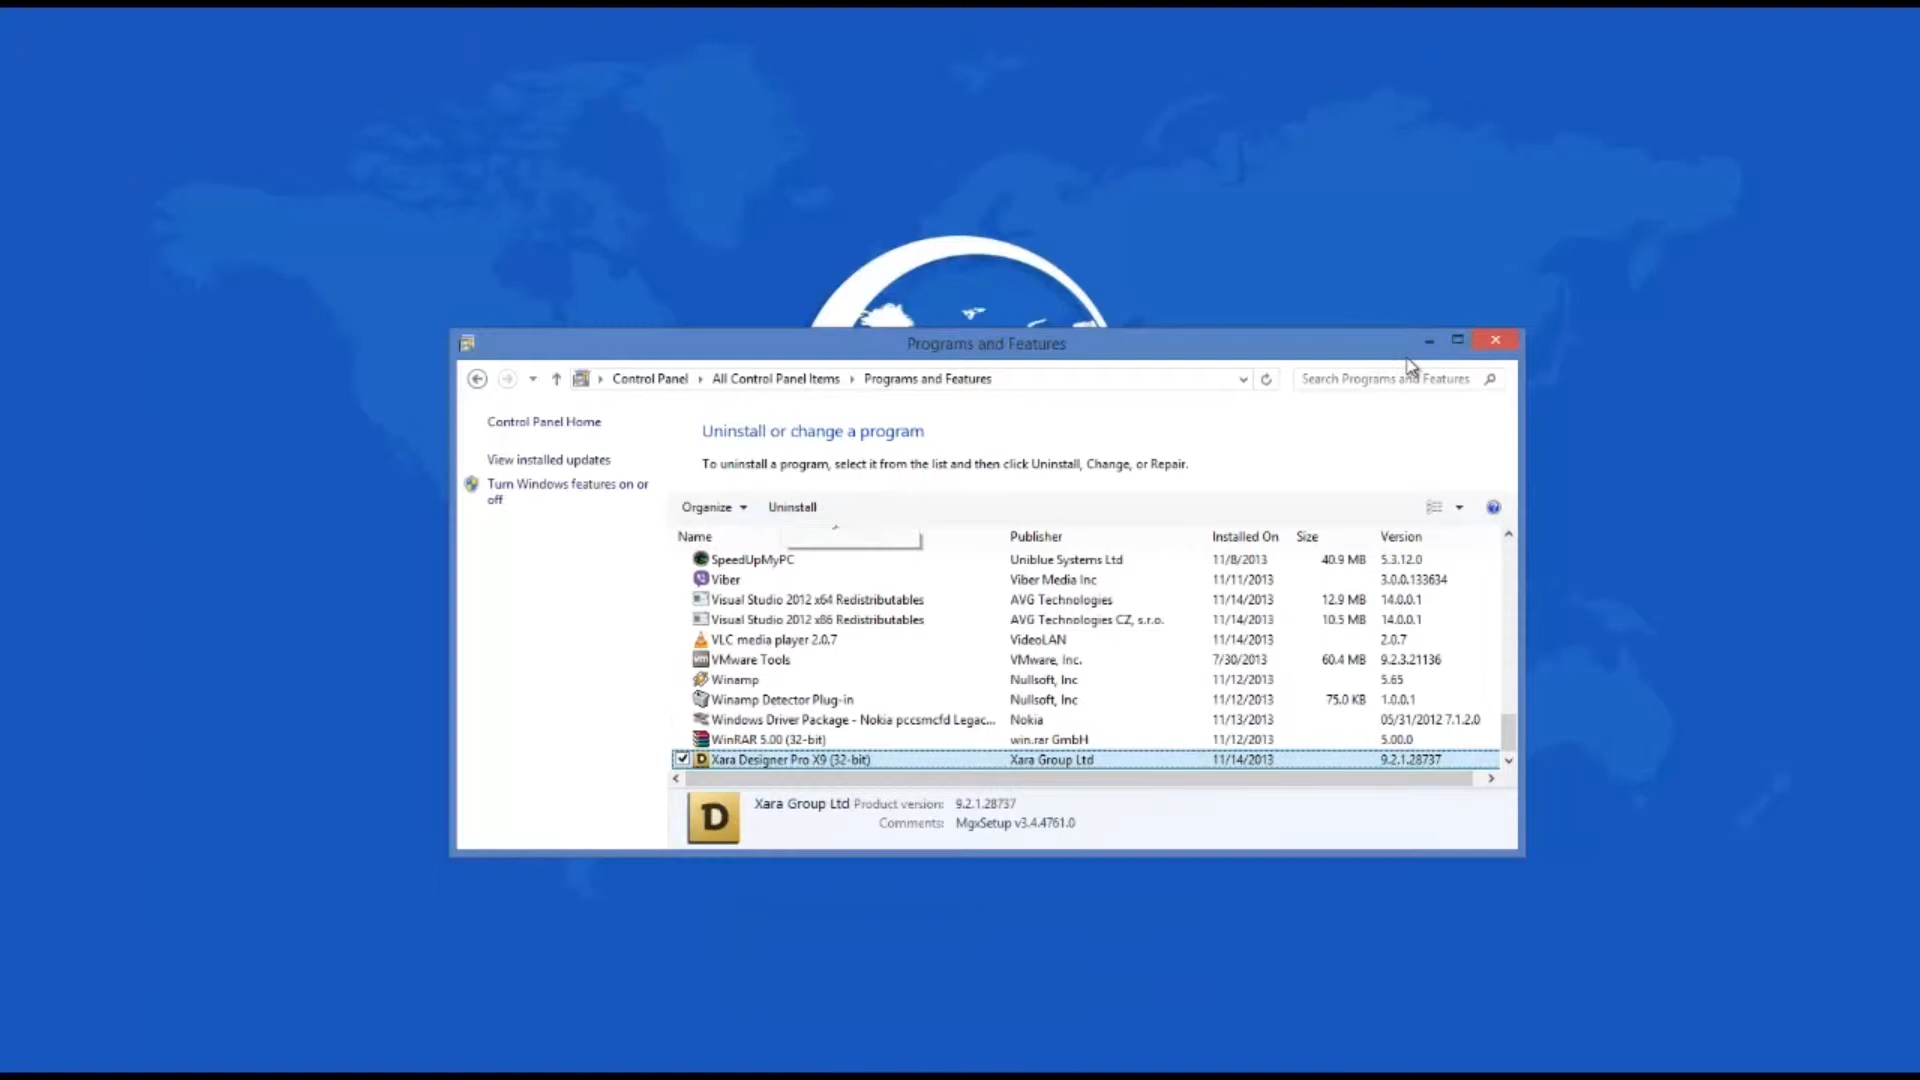 Programs and Features
Control Panel All Control Panel Items Programs and Features
Search Programs and Features
Control Panel Home
View installed updates
Turn Windows features on or
off
Uninstall or change a program
To uninstall a program, select it from the list and then click Uninstall, Change, or Repair.
Organize Uninstall
Name Publisher Installed On Size Version
SpeedUpMyPC Uniblue Systems Ltd 11/8/2013 40.9 MB 5.3.12.0
Viber Viber Media Inc 11/11/2013 3.0.0.133634
Visual Studio 2012 x64 Redistributables AVG Technologies 11/14/2013 12.9 MB 14.0.0.1
Visual Studio 2012 x86 Redistributables AVG Technologies CZ, s.r.o. 11/14/2013 10.5 MB 14.0.0.1
VLC media player 2.0.7 VideoLAN 11/14/2013 2.0.7
VMware Tools VMware, Inc. 7/30/2013 60.4 MB 9.2.3.21136
Winamp Nullsoft, Inc 11/12/2013 5.65
Winamp Detector Plug-in Nullsoft, Inc 11/12/2013 75.0 KB 1.0.0.1
Windows Driver Package - Nokia pccsmcfd Legac... Nokia 11/13/2013 05/31/2012 7.1.2.0
WinRAR 5.00 (32-bit) win.rar GmbH 11/12/2013 5.00.0
Xara Designer Pro X9 (32-bit) Xara Group Ltd 11/14/2013 9.2.1.28737
D Xara Group Ltd Product version: 9.2.1.28737
Comments: MgxSetup v3.4.4761.0